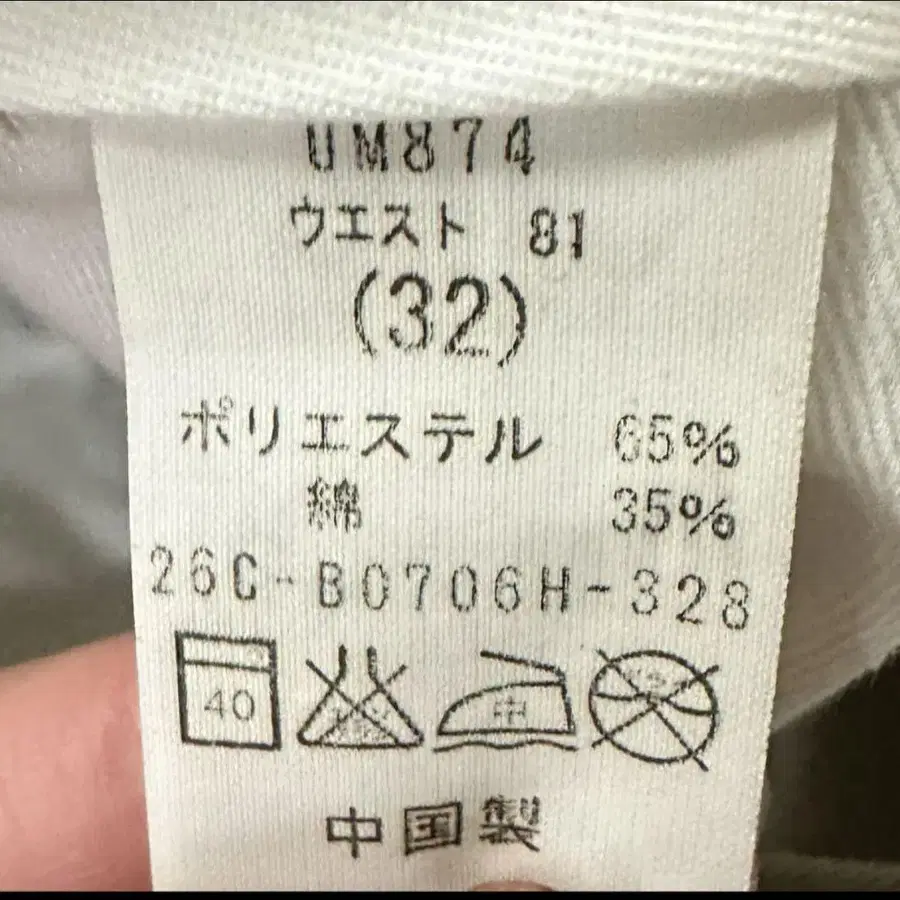 UM874
ウエスト 81
(32)
ポリエステル 65%
綿 35%
26C-B0706H-328
40 中
中国製